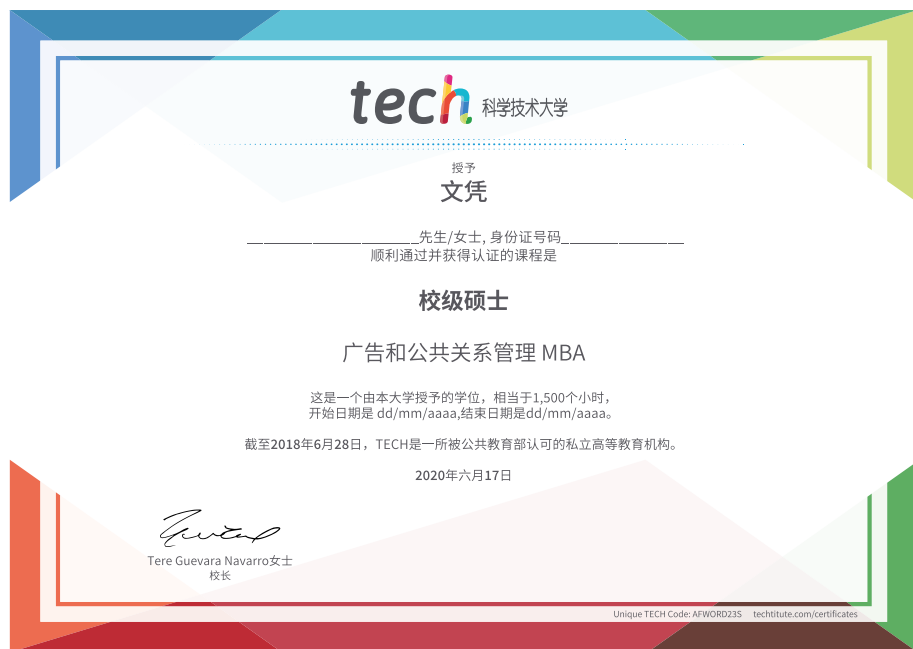 tech 科学技术大学
授予
文凭
______________________先生/女士, 身份证号码________________
顺利通过并获得认证的课程是
校级硕士
广告和公共关系管理 MBA
这是一个由本大学授予的学位，相当于1,500个小时，
开始日期是 dd/mm/aaaa,结束日期是dd/mm/aaaa。
截至2018年6月28日，TECH是一所被公共教育部认可的私立高等教育机构。
2020年六月17日
Tere Guevara Navarro女士
校长
Unique TECH Code: AFWORD23S techtitute.com/certificates